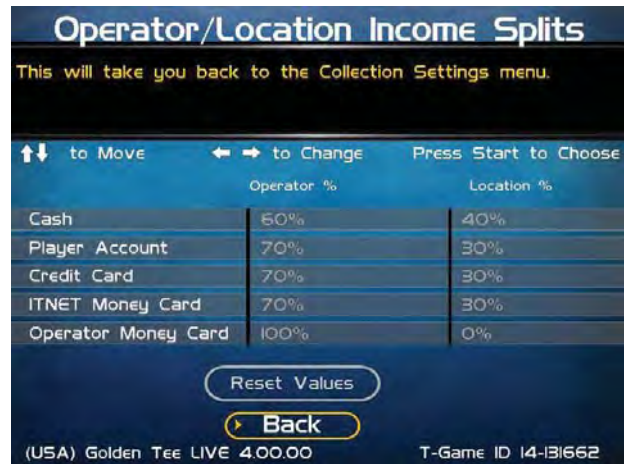 Operator/Location Income Splits
This will take you back to the Collection Settings menu.
to Move to Change Press Start to Choose
Operator % Location %
Cash 60% 40%
Player Account 70% 30%
Credit Card 70% 30%
ITNET Money Card 70% 30%
Operator Money Card 100% 0%
Reset Values
Back
(USA) Golden Tee LIVE 4.00.00 T-Game ID 14-131662